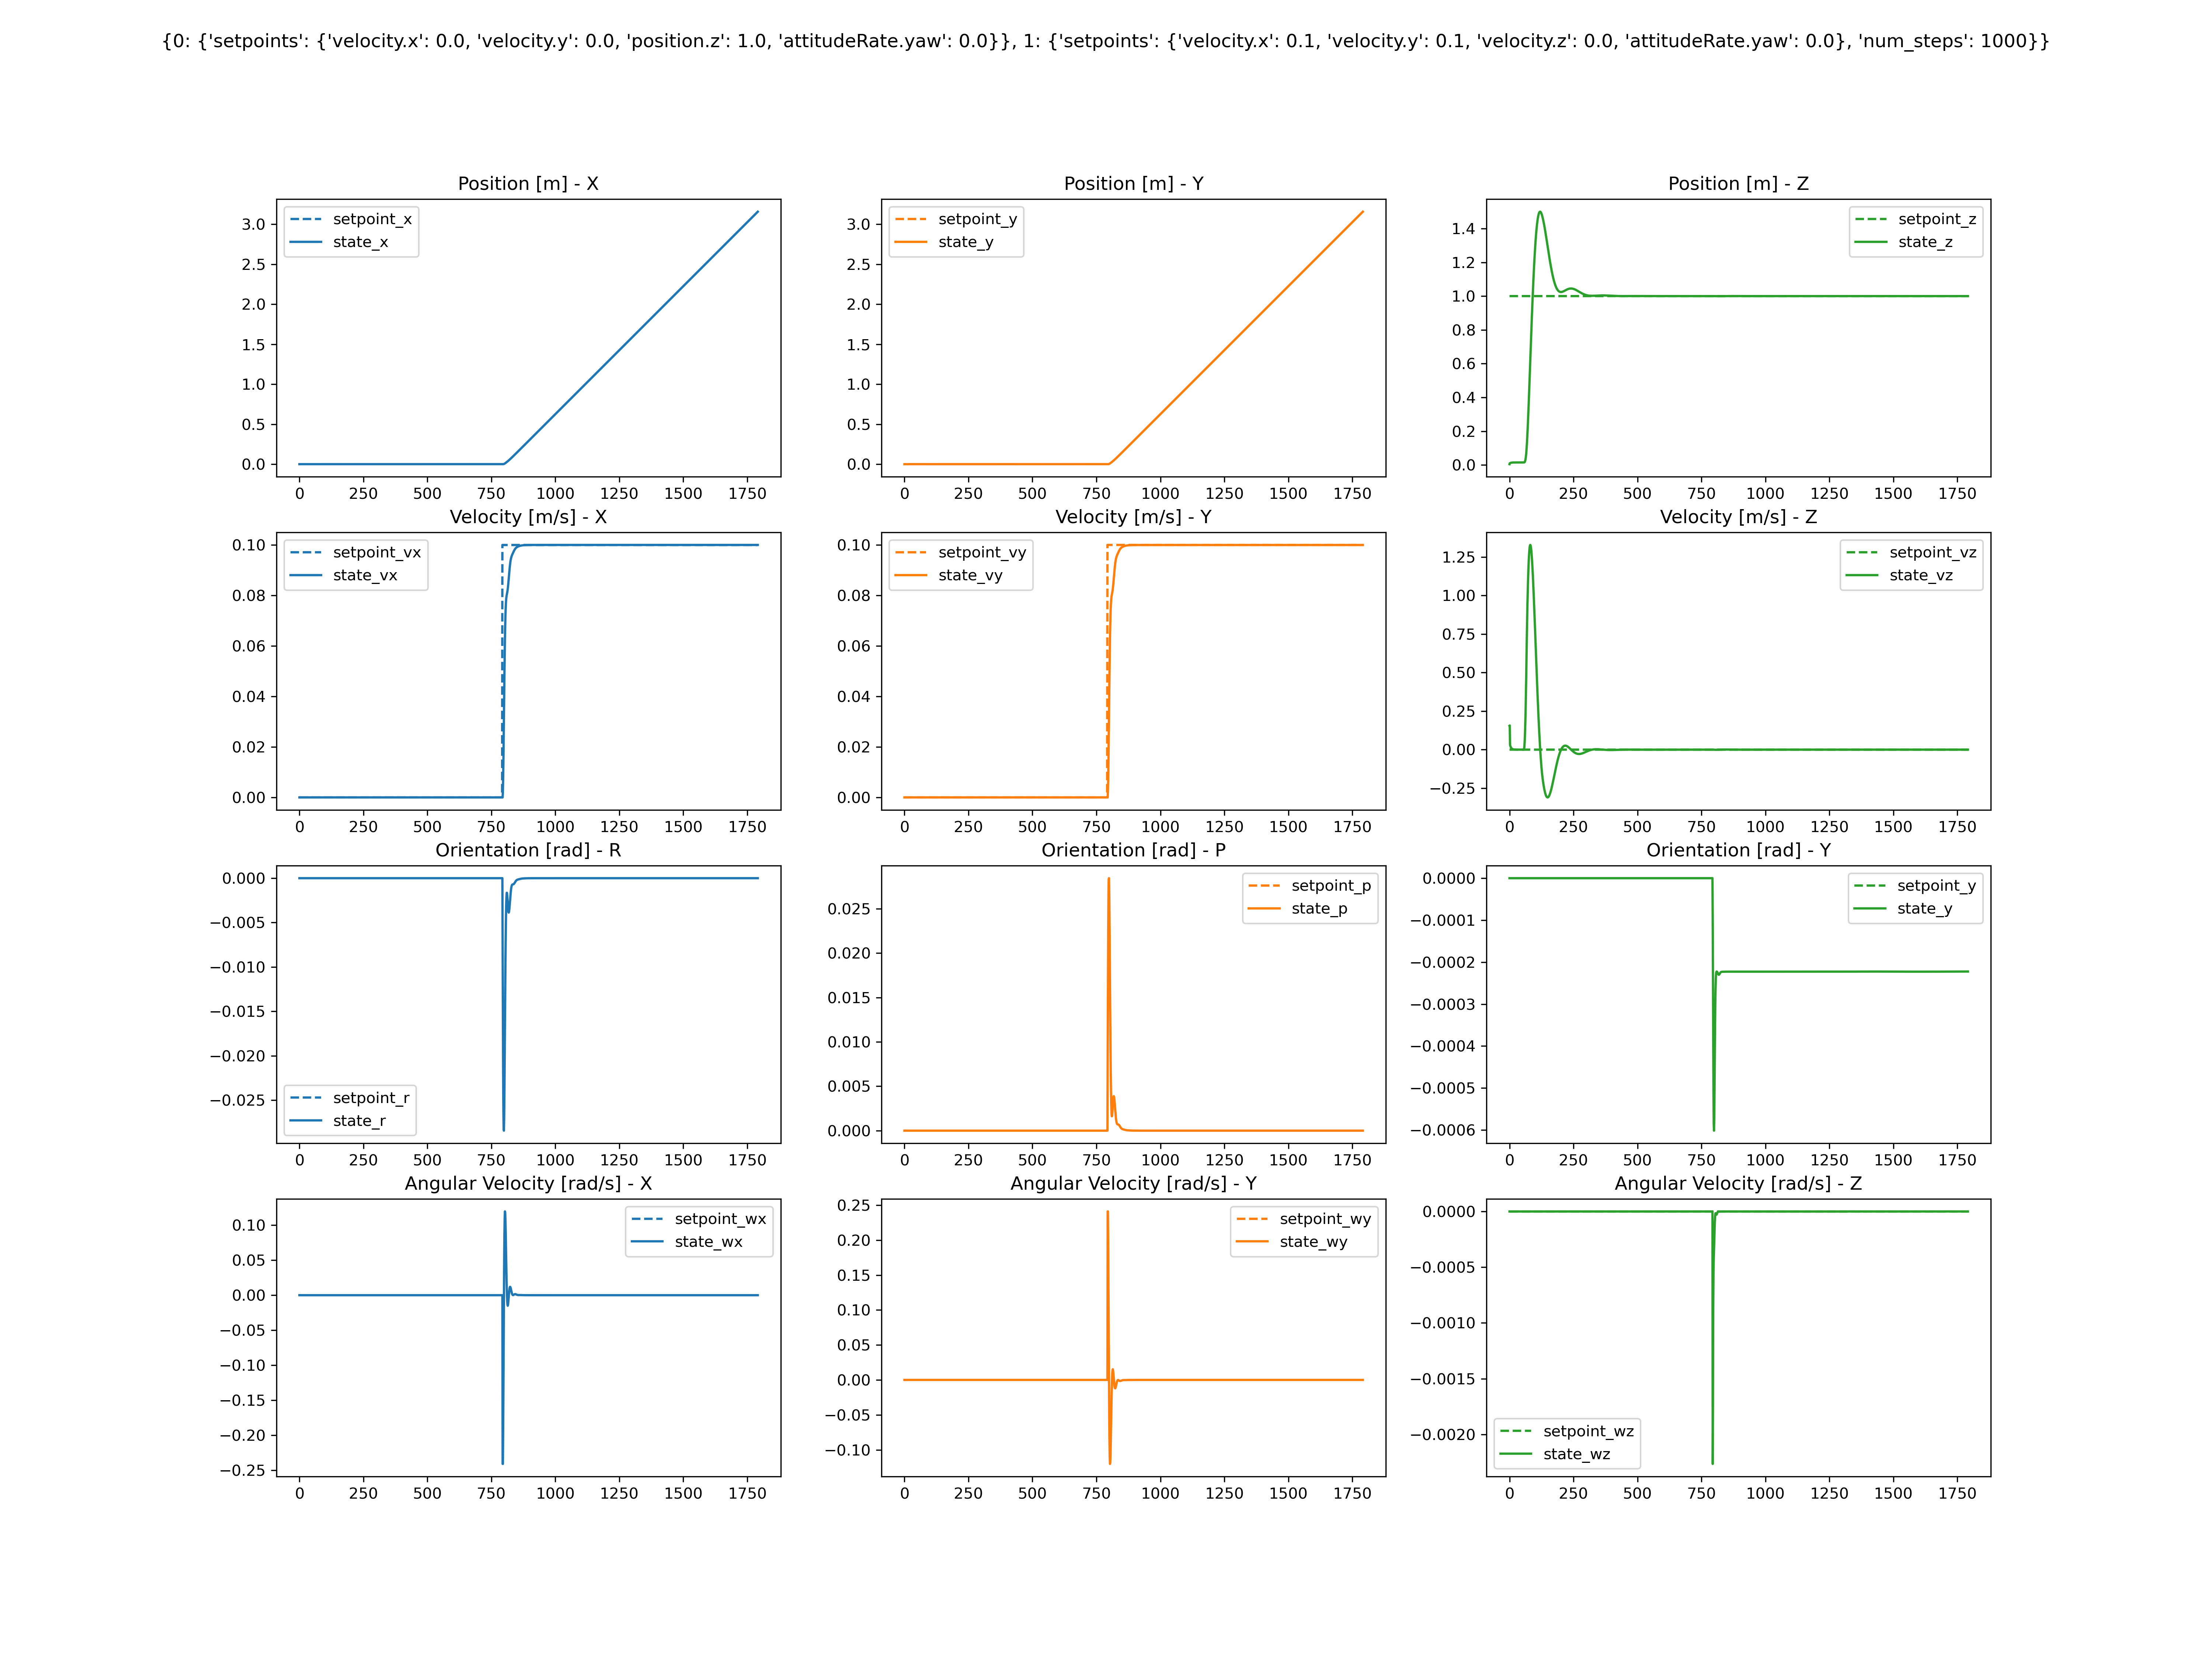 {0: {'setpoints': {'velocity.x': 0.0, 'velocity.y': 0.0, 'position.z': 1.0, 'attitudeRate.yaw': 0.0}}, 1: {'setpoints': {'velocity.x': 0.1, 'velocity.y': 0.1, 'velocity.z': 0.0, 'attitudeRate.yaw': 0.0}, 'num_steps': 1000}}
Position [m] - X
setpoint_x
state_x
3.0
2.5
2.0
1.5
1.0
0.5
0.0
0 250 500 750 1000 1250 1500 1750
Position [m] - Y
setpoint_y
state_y
3.0
2.5
2.0
1.5
1.0
0.5
0.0
0 250 500 750 1000 1250 1500 1750
Position [m] - Z
setpoint_z
state_z
1.4
1.2
1.0
0.8
0.6
0.4
0.2
0.0
0 250 500 750 1000 1250 1500 1750
Velocity [m/s] - X
setpoint_vx
state_vx
0.10
0.08
0.06
0.04
0.02
0.00
0 250 500 750 1000 1250 1500 1750
Velocity [m/s] - Y
setpoint_vy
state_vy
0.10
0.08
0.06
0.04
0.02
0.00
0 250 500 750 1000 1250 1500 1750
Velocity [m/s] - Z
setpoint_vz
state_vz
1.25
1.00
0.75
0.50
0.25
0.00
−0.25
0 250 500 750 1000 1250 1500 1750
Orientation [rad] - R
0.000
−0.005
−0.010
−0.015
−0.020
−0.025
setpoint_r
state_r
0 250 500 750 1000 1250 1500 1750
Orientation [rad] - P
setpoint_p
state_p
0.025
0.020
0.015
0.010
0.005
0.000
0 250 500 750 1000 1250 1500 1750
Orientation [rad] - Y
setpoint_y
state_y
0.0000
−0.0001
−0.0002
−0.0003
−0.0004
−0.0005
−0.0006
0 250 500 750 1000 1250 1500 1750
Angular Velocity [rad/s] - X
setpoint_wx
state_wx
0.10
0.05
0.00
−0.05
−0.10
−0.15
−0.20
−0.25
0 250 500 750 1000 1250 1500 1750
Angular Velocity [rad/s] - Y
setpoint_wy
state_wy
0.25
0.20
0.15
0.10
0.05
0.00
−0.05
−0.10
0 250 500 750 1000 1250 1500 1750
Angular Velocity [rad/s] - Z
0.0000
−0.0005
−0.0010
−0.0015
−0.0020
setpoint_wz
state_wz
0 250 500 750 1000 1250 1500 1750